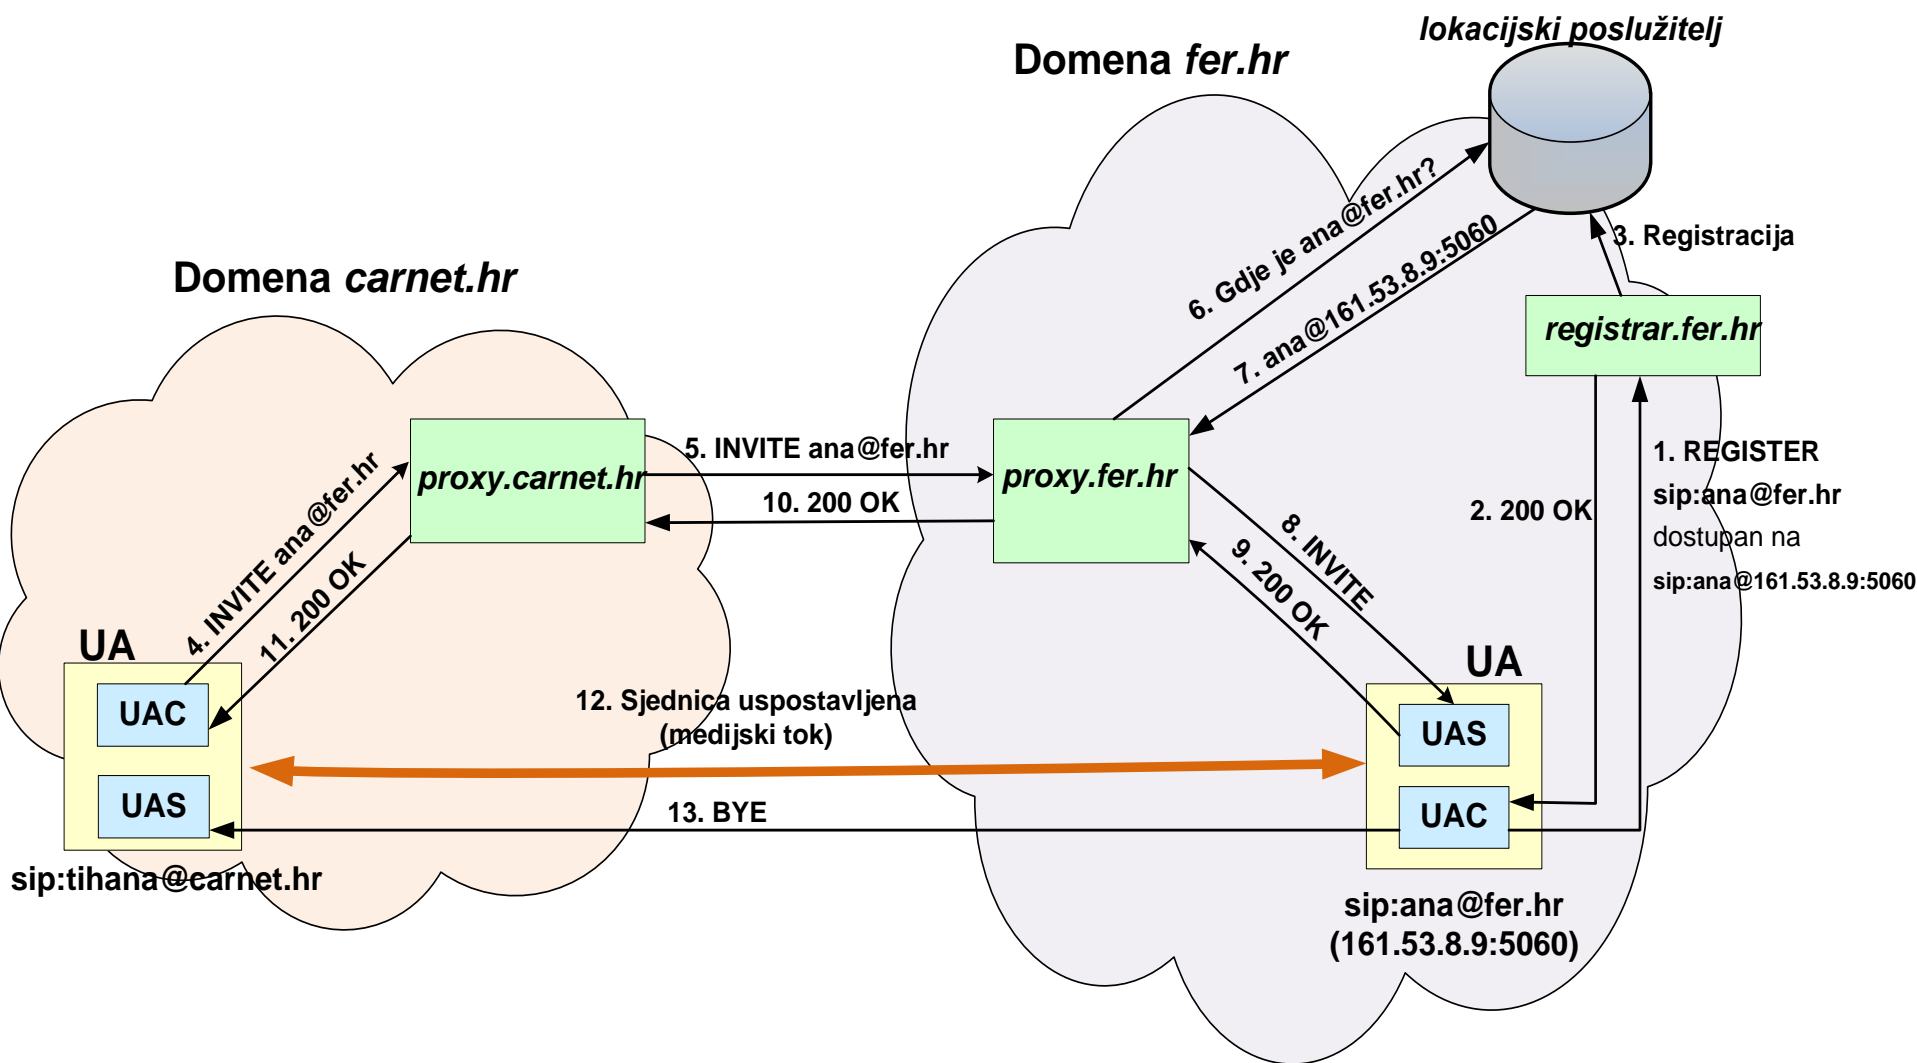 lokacijski poslužitelj
Domena fer.hr
6. Gdje je ana@fer.hr?
7. ana@161.53.8.9:5060
3. Registracija
Domena carnet.hr
registrar.fer.hr
proxy.carnet.hr
5. INVITE ana@fer.hr
10. 200 OK
proxy.fer.hr
1. REGISTER
sip:ana@fer.hr
dostupan na
sip:ana@161.53.8.9:5060
2. 200 OK
4. INVITE ana@fer.hr
11. 200 OK
8. INVITE
9. 200 OK
UA
UAC
UAS
sip:tihana@carnet.hr
12. Sjednica uspostavljena
(medijski tok)
13. BYE
UA
UAS
UAC
sip:ana@fer.hr
(161.53.8.9:5060)